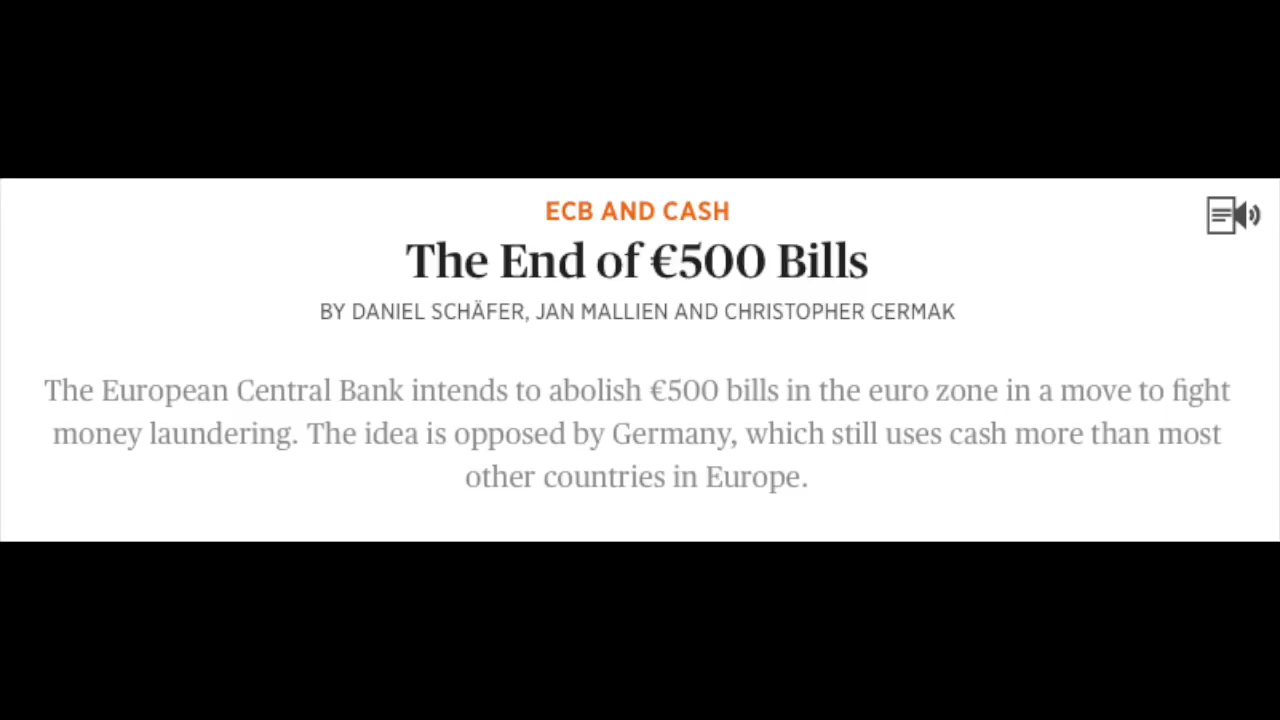 ECB AND CASH
The End of €500 Bills
BY DANIEL SCHÄFER, JAN MALLIEN AND CHRISTOPHER CERMAK
The European Central Bank intends to abolish €500 bills in the euro zone in a move to fight
money laundering. The idea is opposed by Germany, which still uses cash more than most
other countries in Europe.